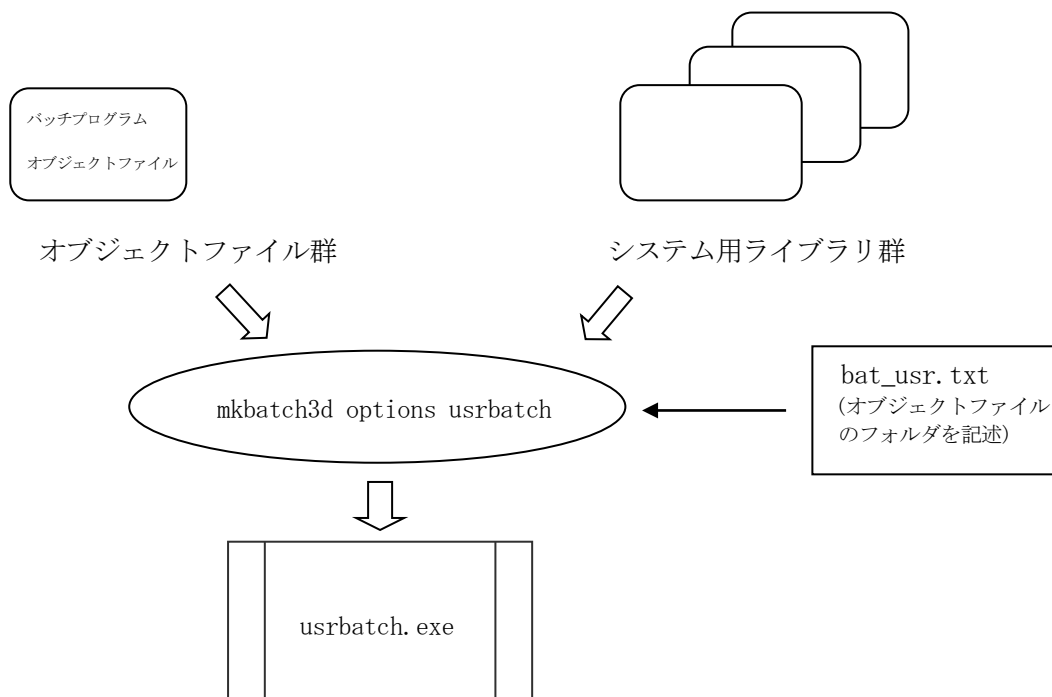 バッチプログラム
オブジェクトファイル
オブジェクトファイル群
システム用ライブラリ群
mkbatch3d options usrbatch
bat_usr.txt
(オブジェクトファイル
のフォルダを記述)
usrbatch.exe